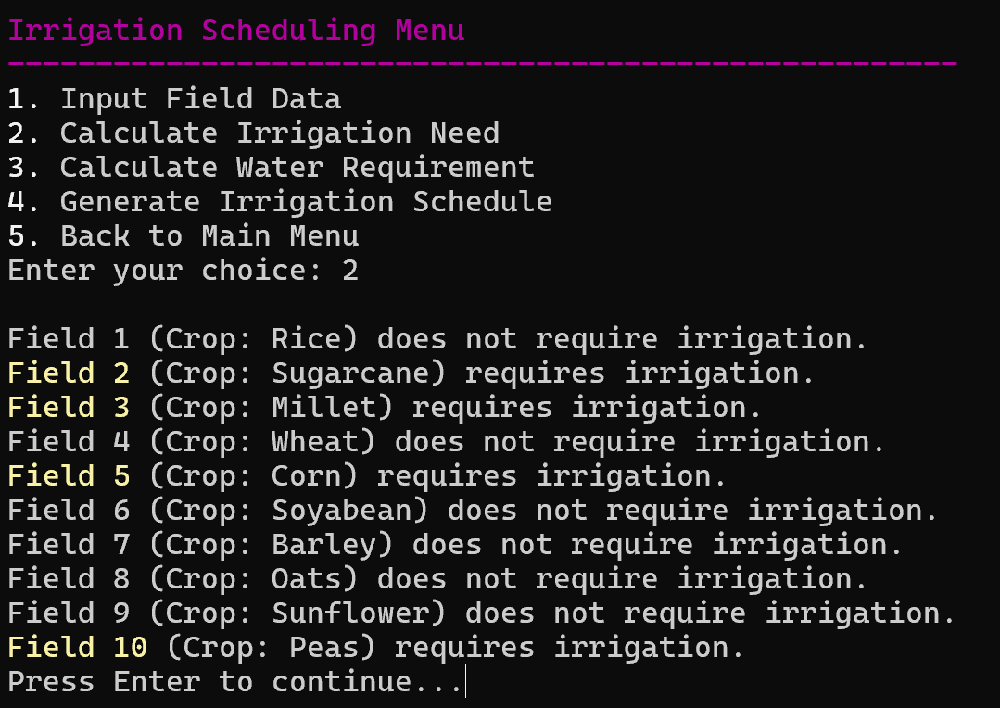 Irrigation Scheduling Menu
------------------------------------------------------
1. Input Field Data
2. Calculate Irrigation Need
3. Calculate Water Requirement
4. Generate Irrigation Schedule
5. Back to Main Menu
Enter your choice: 2
Field 1 (Crop: Rice) does not require irrigation.
Field 2 (Crop: Sugarcane) requires irrigation.
Field 3 (Crop: Millet) requires irrigation.
Field 4 (Crop: Wheat) does not require irrigation.
Field 5 (Crop: Corn) requires irrigation.
Field 6 (Crop: Soyabean) does not require irrigation.
Field 7 (Crop: Barley) does not require irrigation.
Field 8 (Crop: Oats) does not require irrigation.
Field 9 (Crop: Sunflower) does not require irrigation.
Field 10 (Crop: Peas) requires irrigation.
Press Enter to continue...